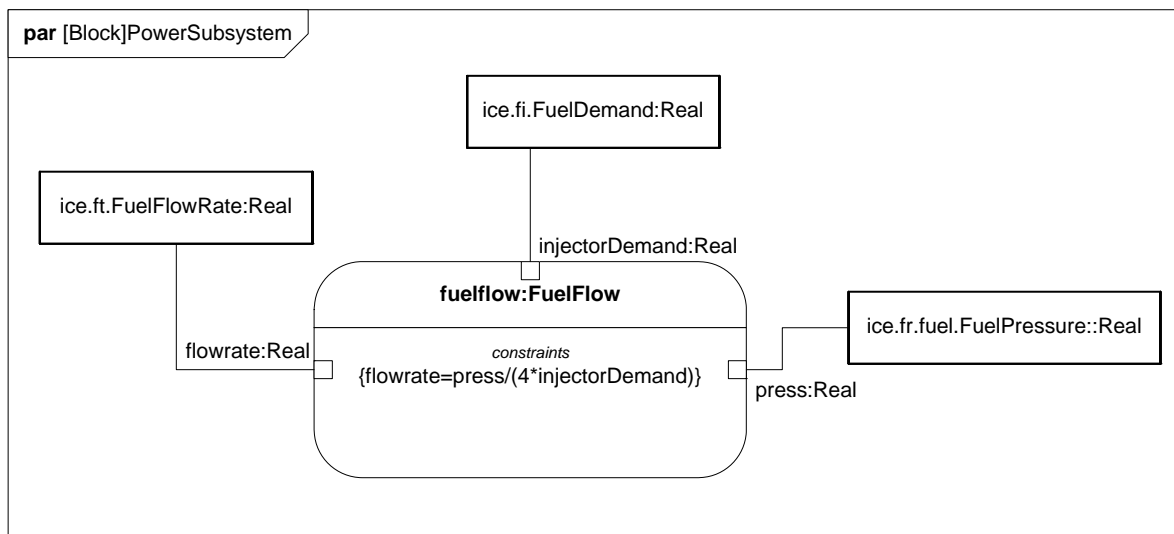 par [Block]PowerSubsystem
ice.fi.FuelDemand:Real
ice.ft.FuelFlowRate:Real
injectorDemand:Real
fuelflow:FuelFlow
ice.fr.fuel.FuelPressure::Real
flowrate:Real
constraints
{flowrate=press/(4*injectorDemand)}
press:Real